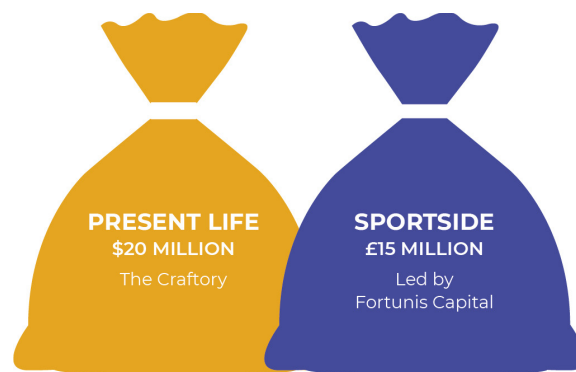 PRESENT LIFE
$20 MILLION
The Craftory
SPORTSIDE
£15 MILLION
Led by
Fortunis Capital